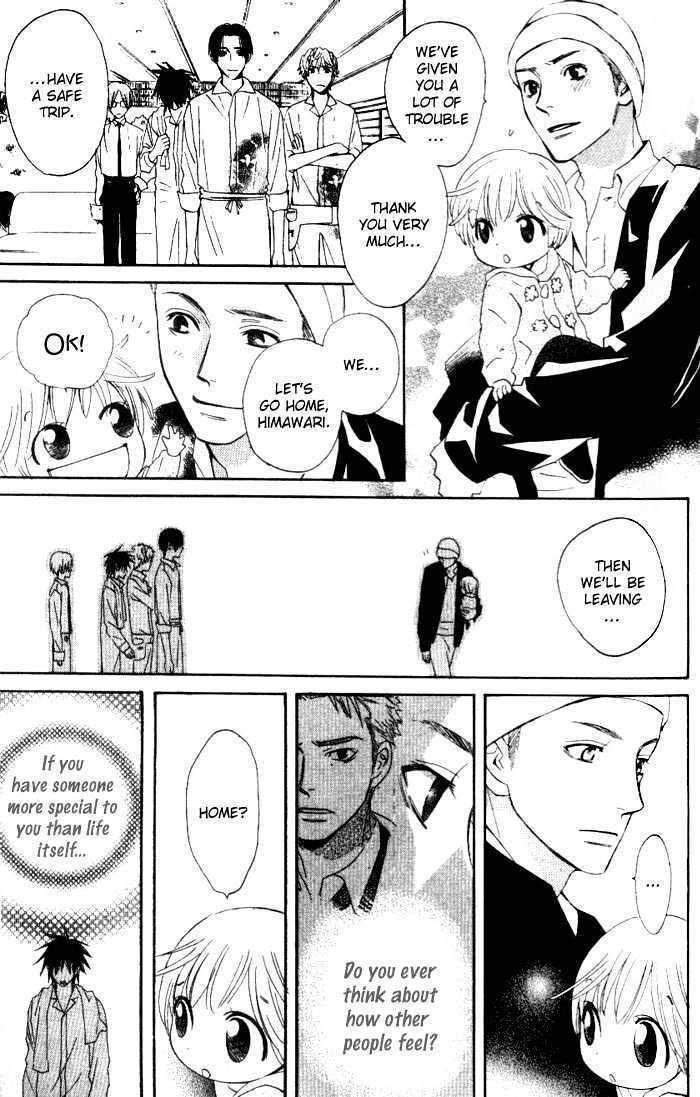 WE'VE
GIVEN
YOU A
LOT OF
TROUBLE
...
THANK
YOU VERY
MUCH...
...HAVE
A SAFE
TRIP.
WE...
LET'S
GO HOME,
HIMAWARI.
OK!
THEN
WE'LL BE
LEAVING
...
...
Do you ever
think about
how other
people feel?
HOME?
If you
have someone
more special to
you than life
itself...